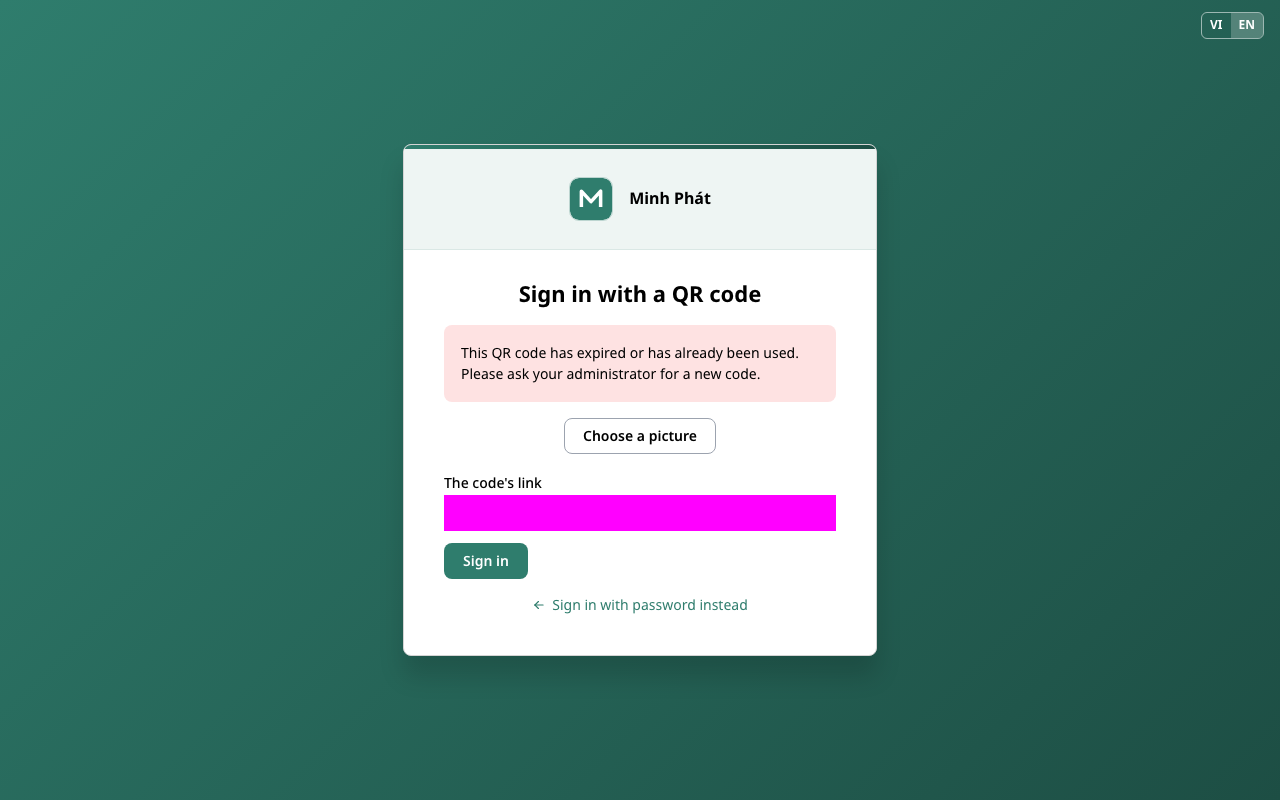 VI EN
Minh Phát
Sign in with a QR code
This QR code has expired or has already been used.
Please ask your administrator for a new code.
Choose a picture
The code's link
Sign in
← Sign in with password instead